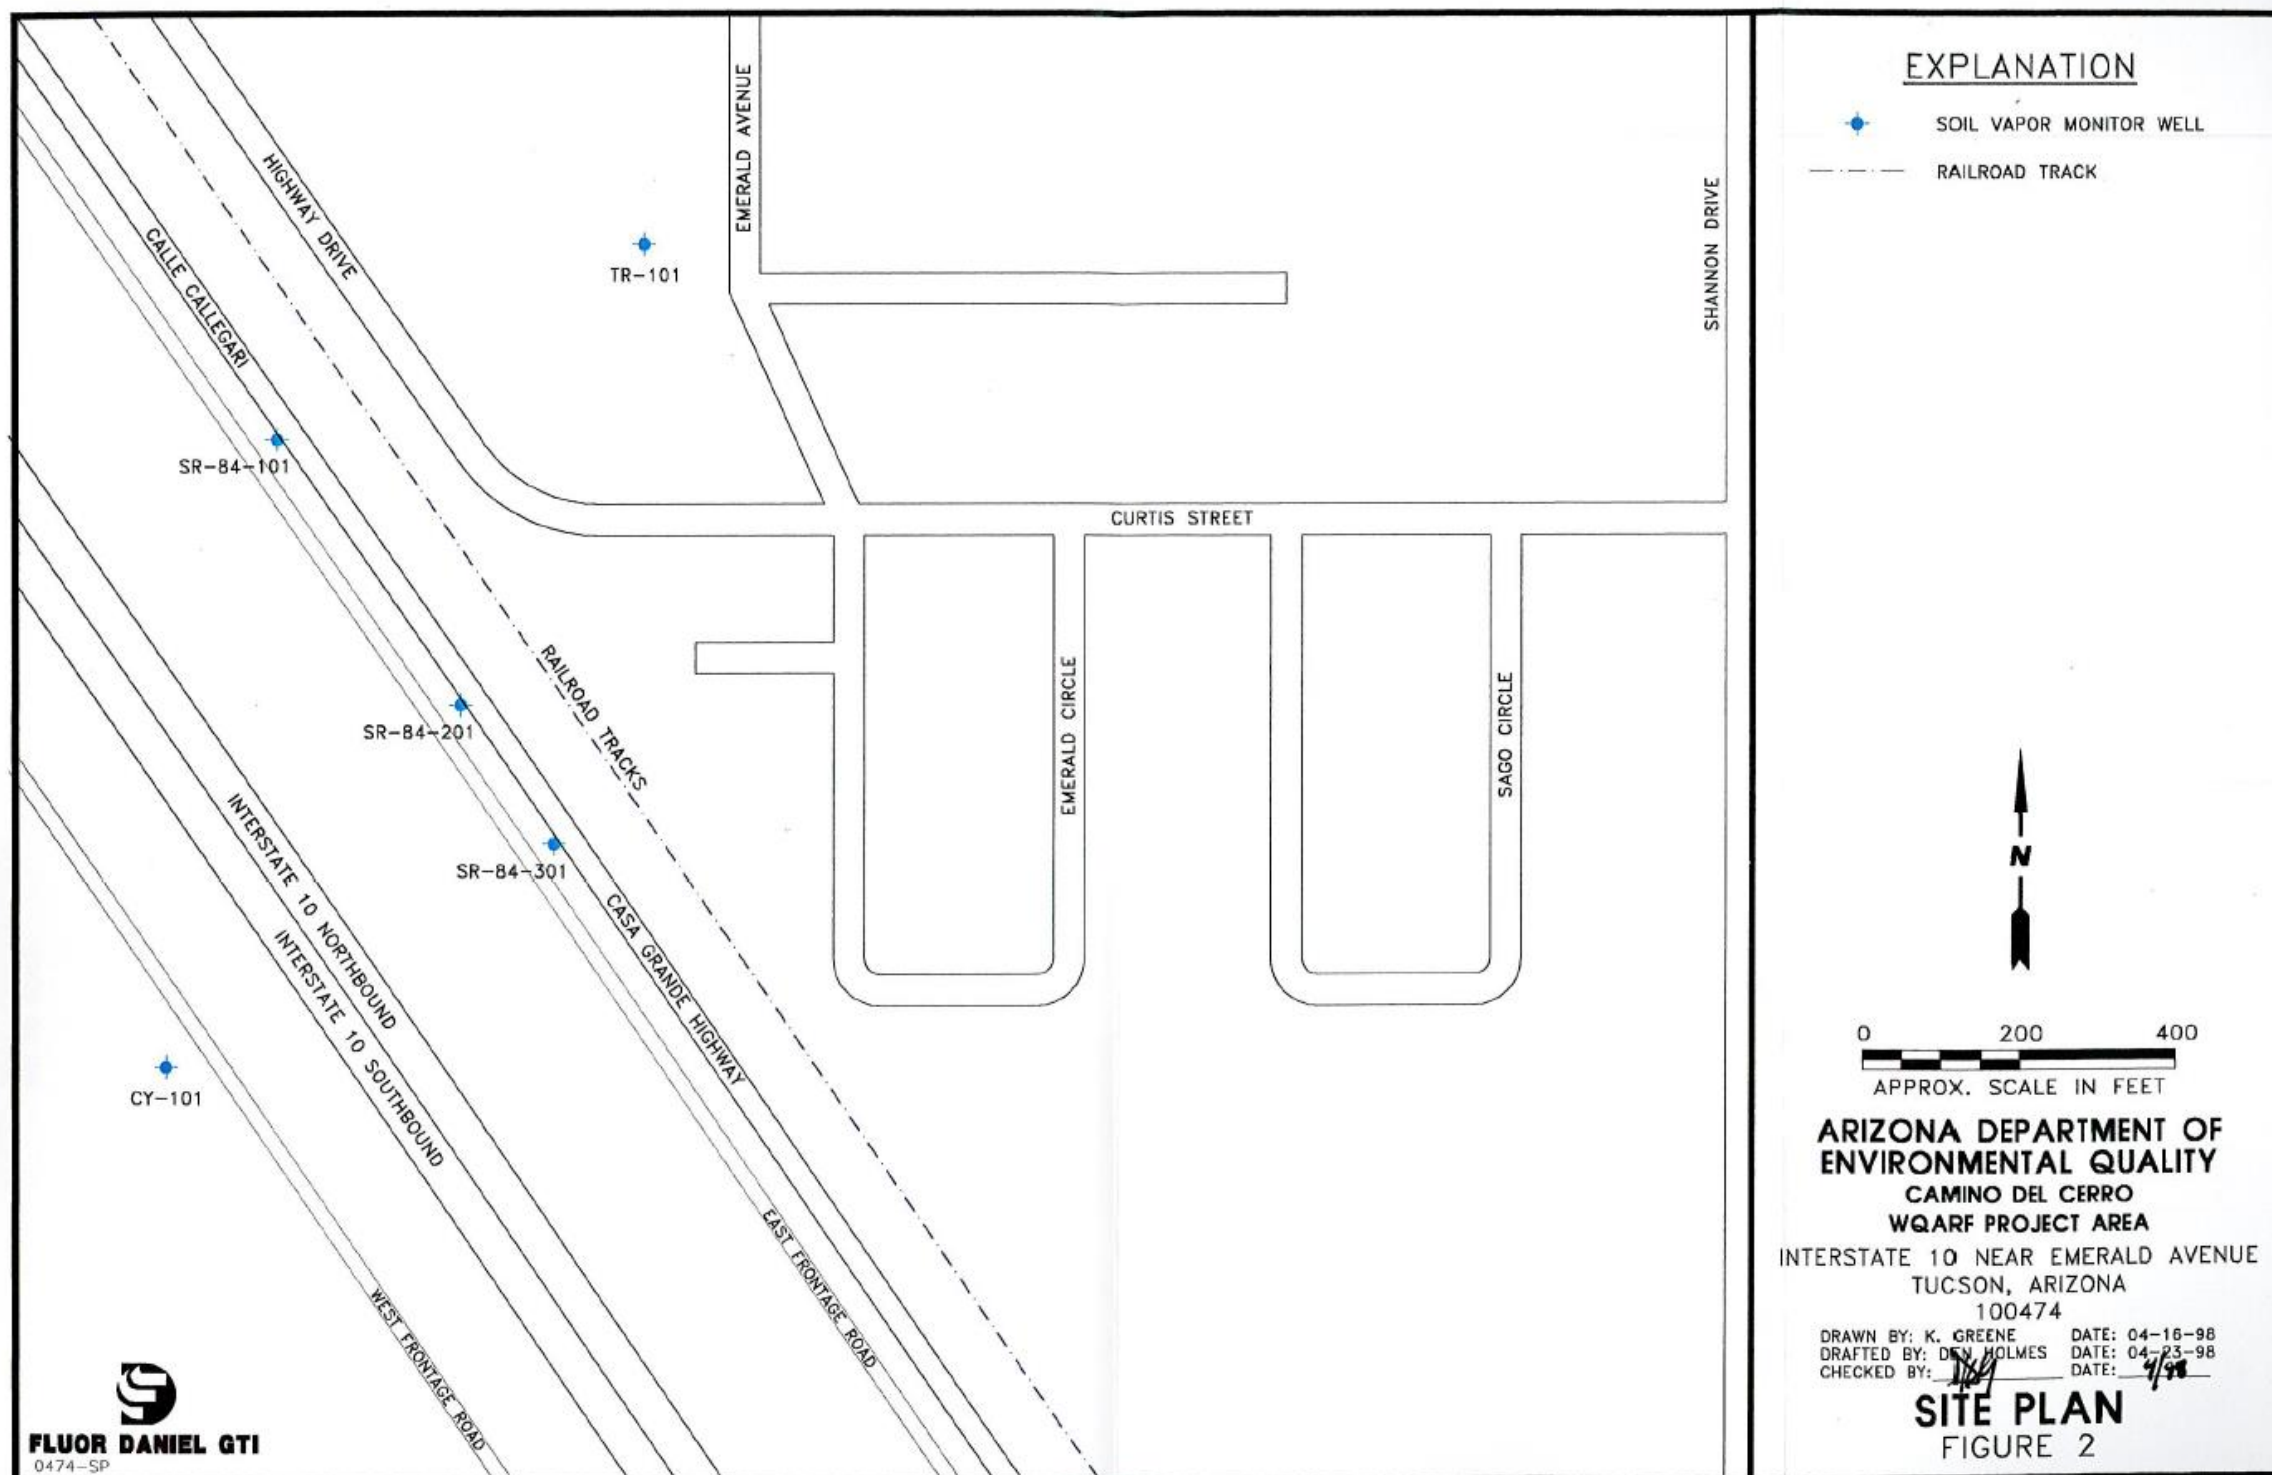 EMERALD AVENUE
HIGHWAY DRIVE
TR-101
CALLE CALLEGARI
SHANNON DRIVE
SR-84-101
CURTIS STREET
RAILROAD TRACKS
SR-84-201
EMERALD CIRCLE
SAGO CIRCLE
SR-84-301
INTERSTATE 10 NORTHBOUND
INTERSTATE 10 SOUTHBOUND
CASA GRANDE HIGHWAY
CY-101
EAST FRONTAGE ROAD
WEST FRONTAGE ROAD
FLUOR DANIEL GTI
0474-SP
EXPLANATION
SOIL VAPOR MONITOR WELL
RAILROAD TRACK
N
0 200 400
APPROX. SCALE IN FEET
ARIZONA DEPARTMENT OF
ENVIRONMENTAL QUALITY
CAMINO DEL CERRO
WQARF PROJECT AREA
INTERSTATE 10 NEAR EMERALD AVENUE
TUCSON, ARIZONA
100474
DRAWN BY: K. GREENE DATE: 04-16-98
DRAFTED BY: DEN HOLMES DATE: 04-23-98
CHECKED BY: DATE: 4/98
SITE PLAN
FIGURE 2